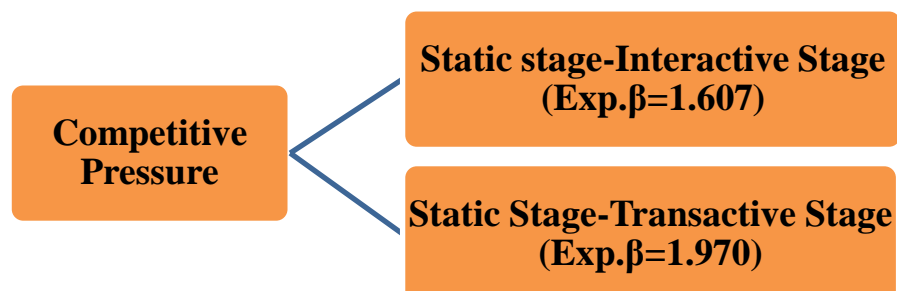 Competitive
Pressure
Static stage-Interactive Stage
(Exp.β=1.607)
Static Stage-Transactive Stage
(Exp.β=1.970)